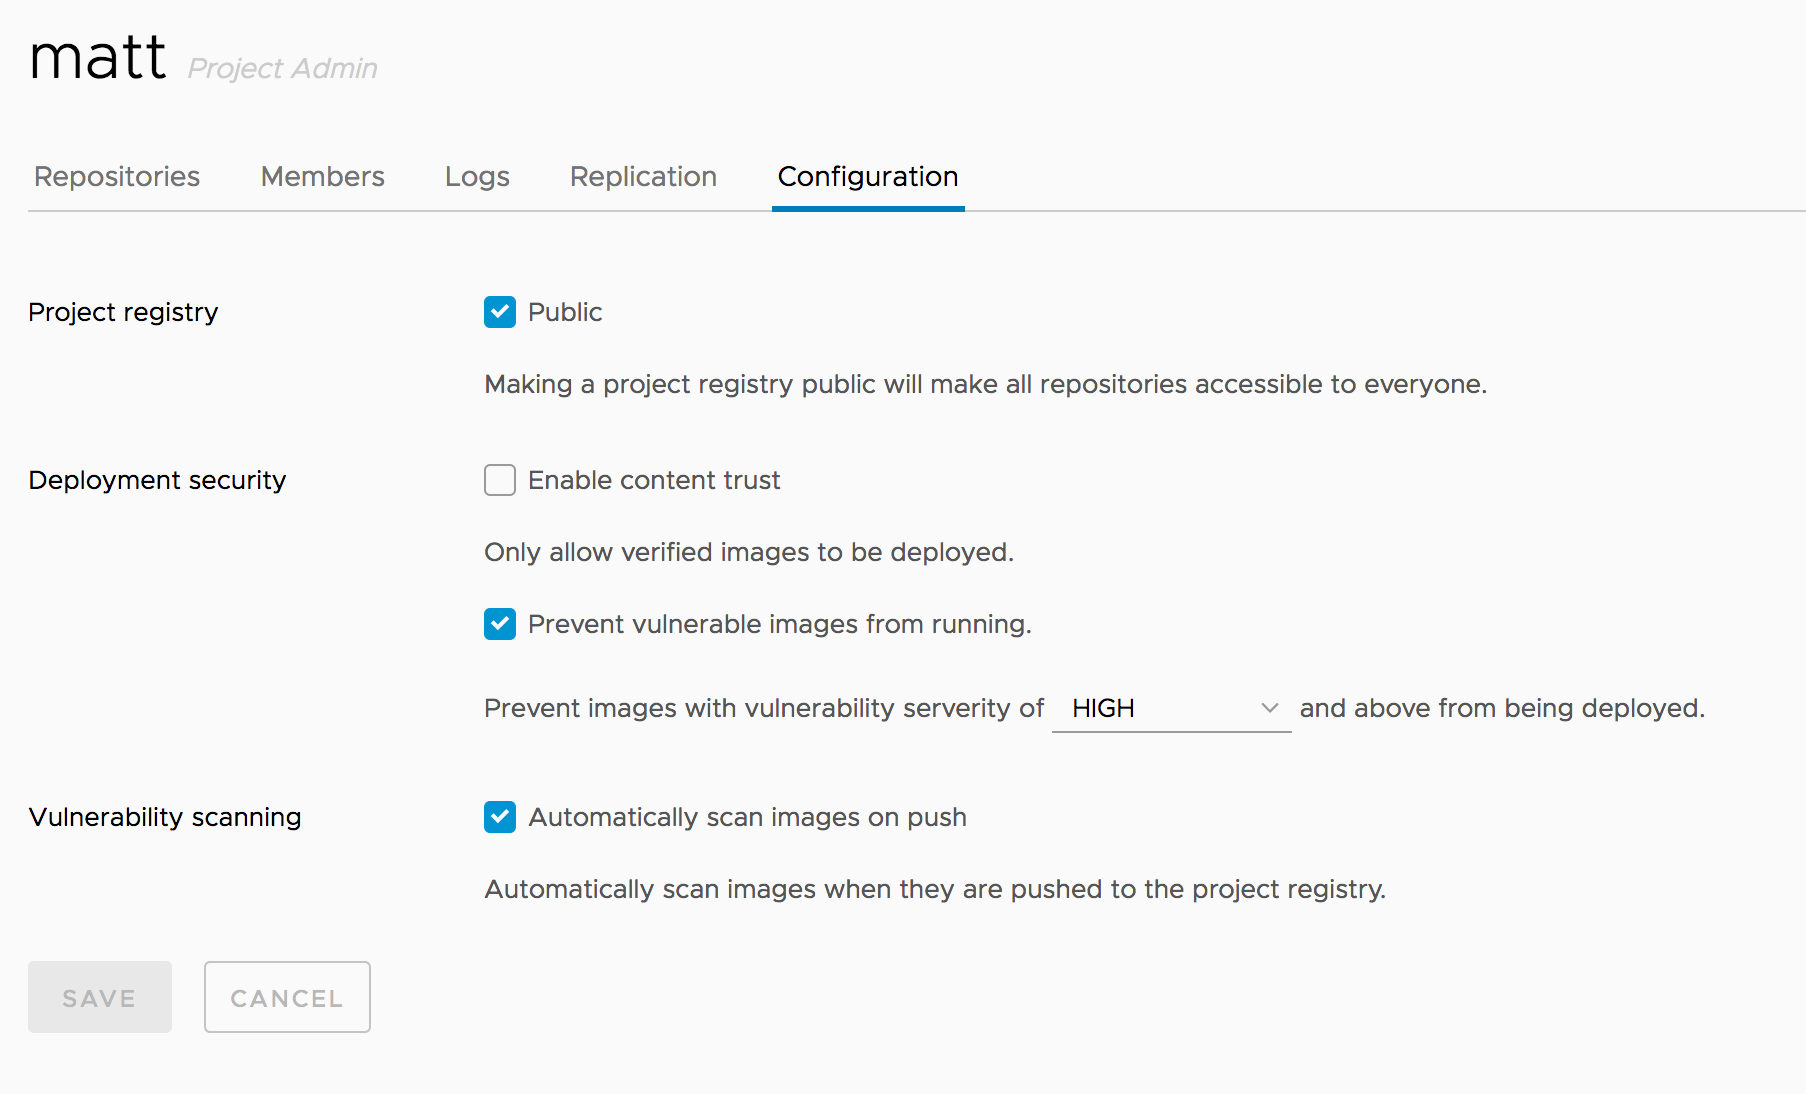 matt Project Admin
Repositories Members Logs Replication Configuration
Project registry Public
Making a project registry public will make all repositories accessible to everyone.
Deployment security Enable content trust
Only allow verified images to be deployed.
Prevent vulnerable images from running.
Prevent images with vulnerability serverity of HIGH and above from being deployed.
Vulnerability scanning Automatically scan images on push
Automatically scan images when they are pushed to the project registry.
SAVE CANCEL